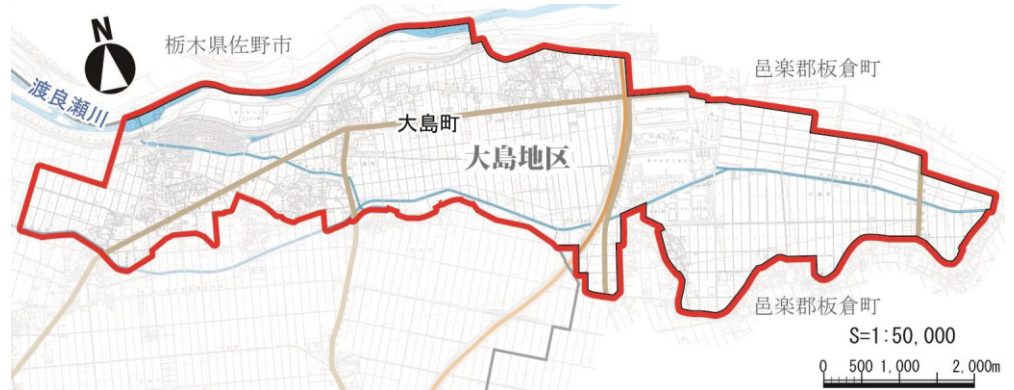 N
栃木県佐野市
邑楽郡板倉町
渡良瀬川
大島町
大島地区
邑楽郡板倉町
S=1:50,000
0 500 1,000 2,000m